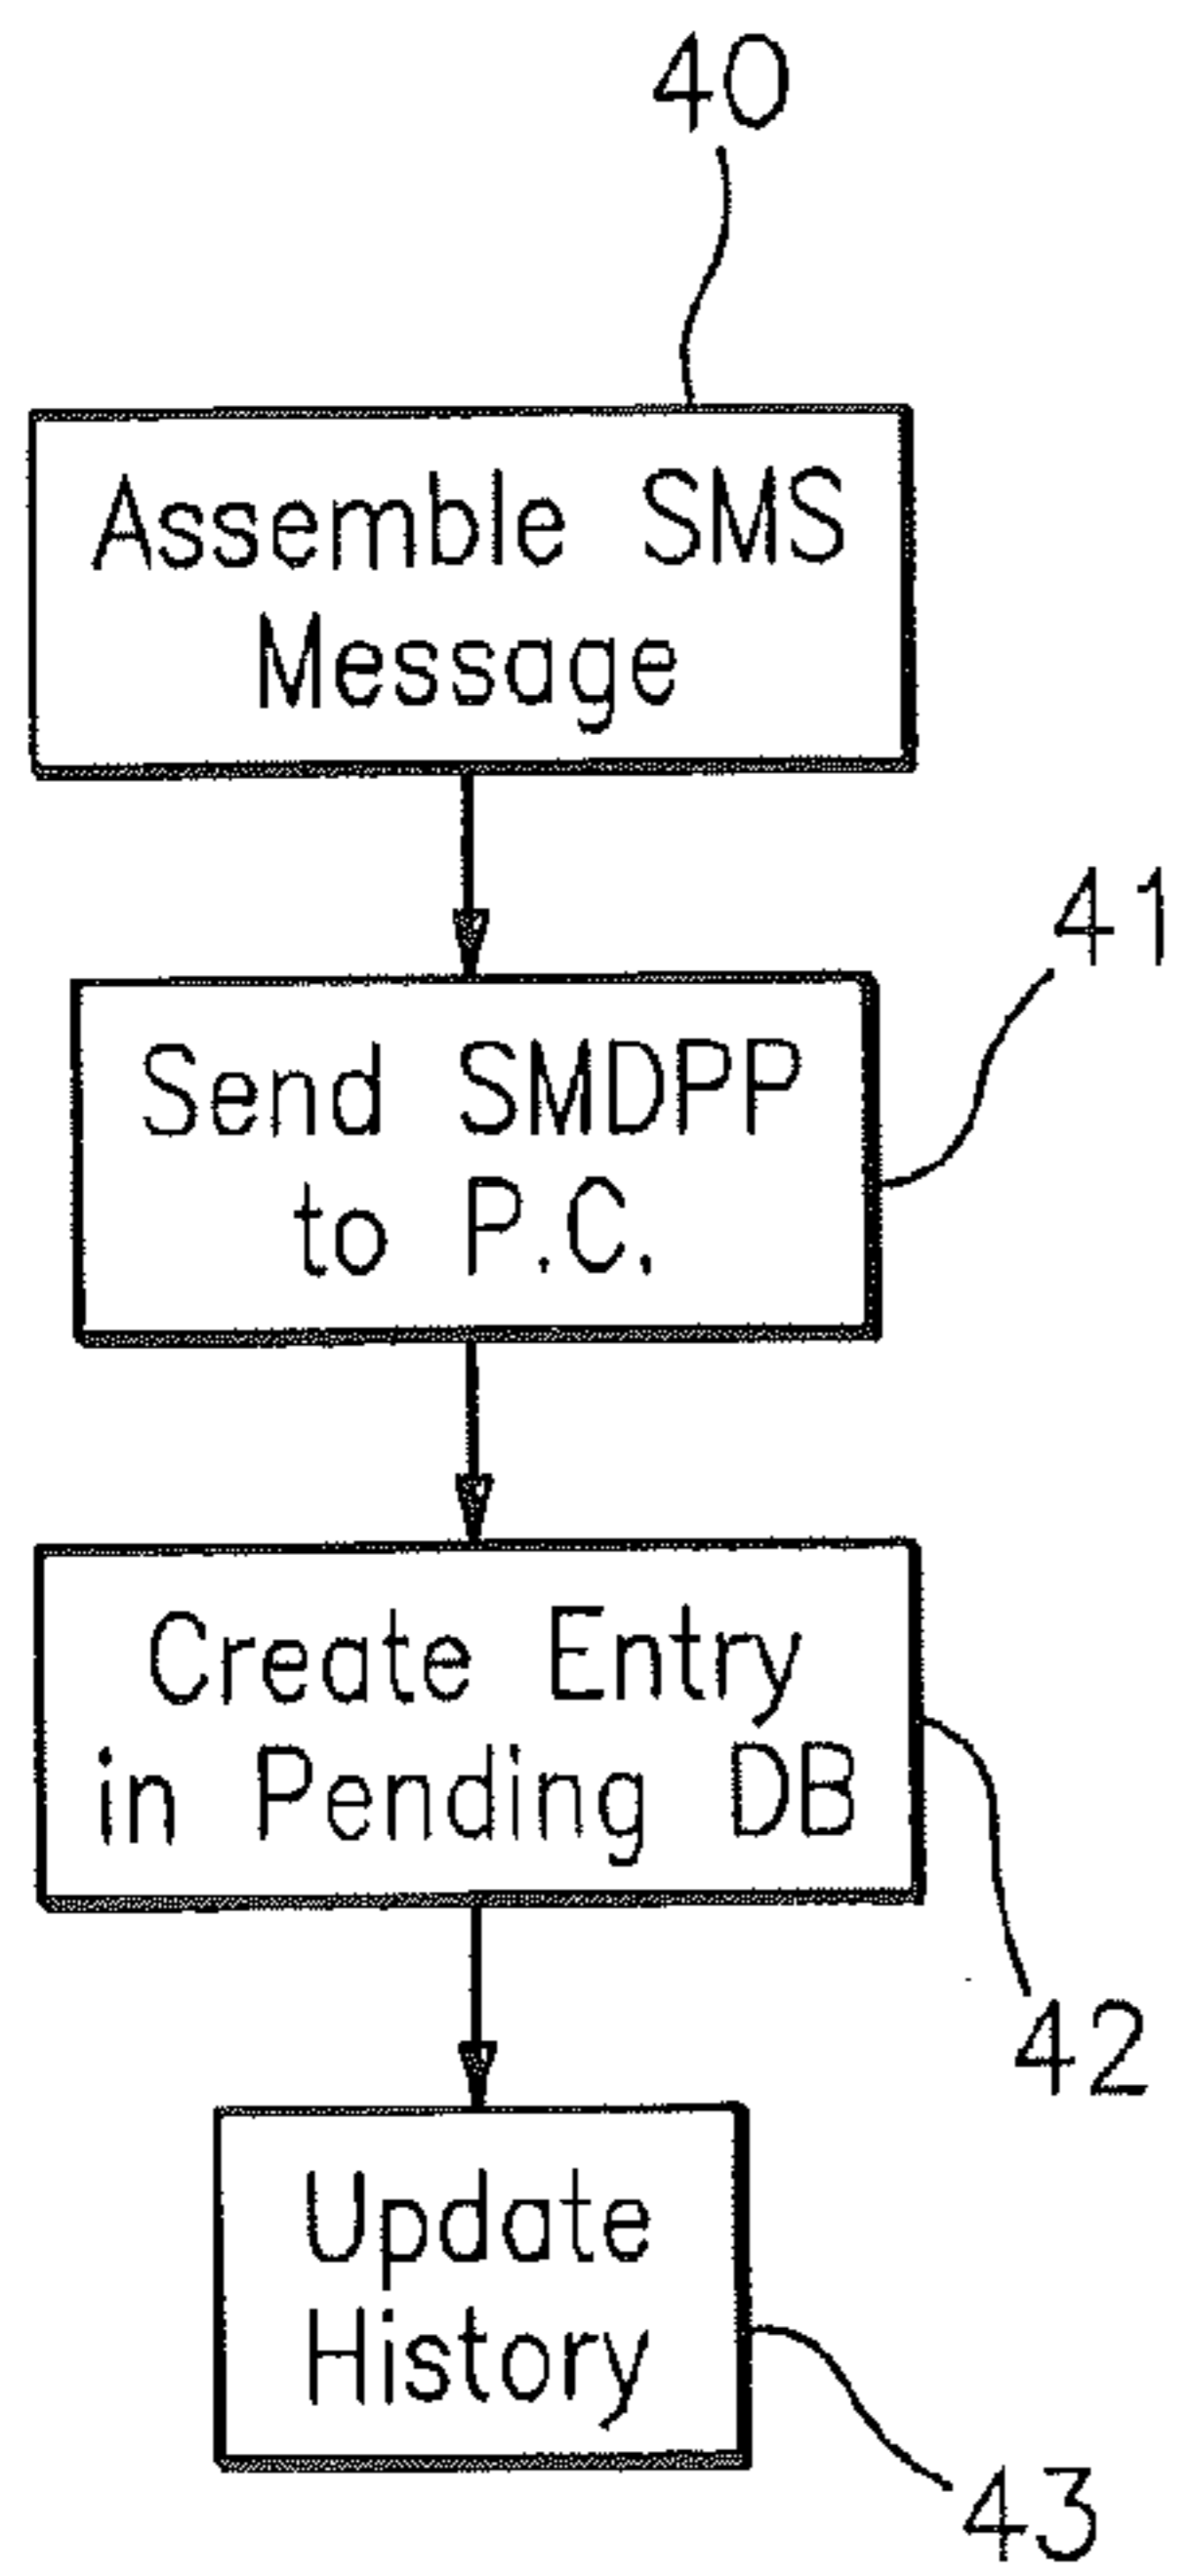 40
Assemble SMS
Message
41
Send SMDPP
to P.C.
Create Entry
in Pending DB
42
Update
History
43